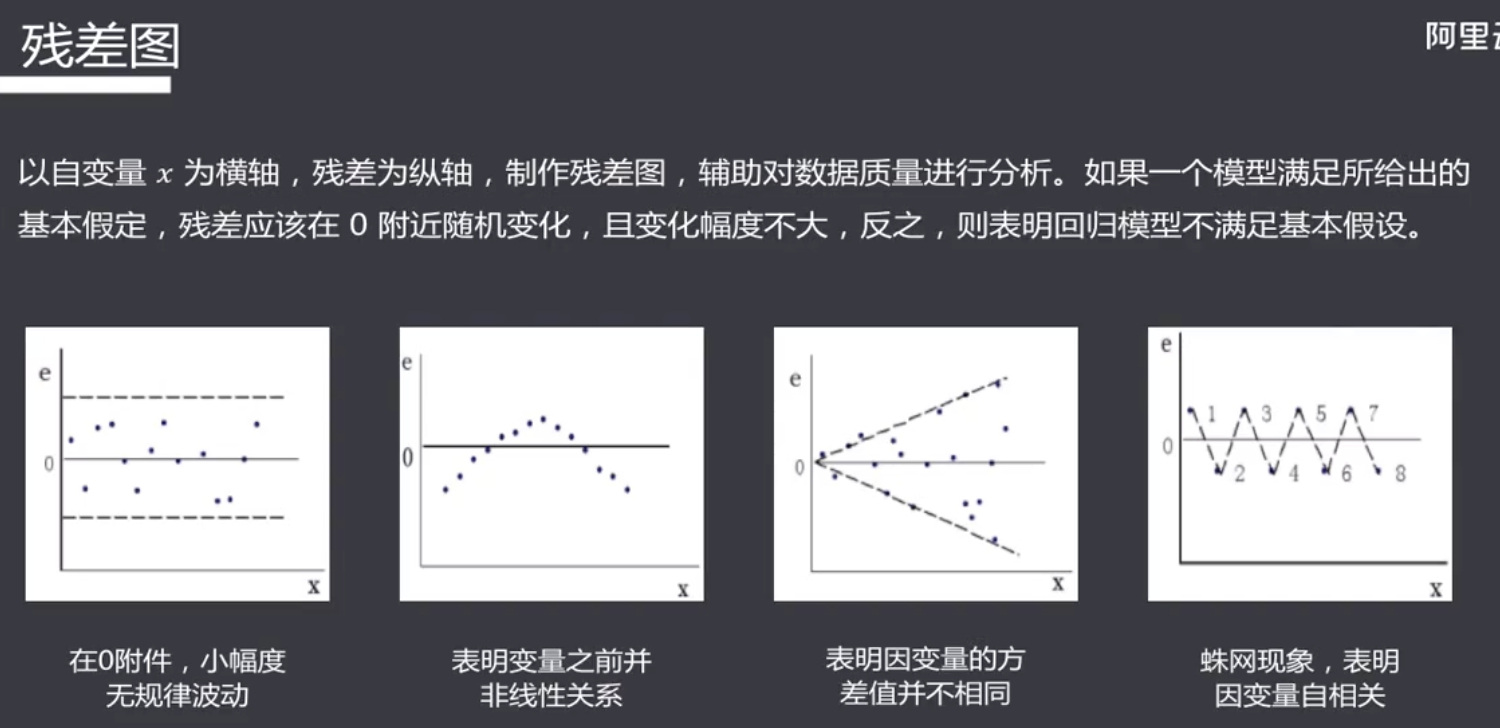 残差图
阿里云
以自变量 x 为横轴，残差为纵轴，制作残差图，辅助对数据质量进行分析。如果一个模型满足所给出的
基本假定，残差应该在 0 附近随机变化，且变化幅度不大，反之，则表明回归模型不满足基本假设。
e
0
x
e
0
x
e
0
x
e
0
1 3 5 7
2 4 6 8
x
在0附件，小幅度
无规律波动
表明变量之前并
非线性关系
表明因变量的方
差值并不相同
蛛网现象，表明
因变量自相关